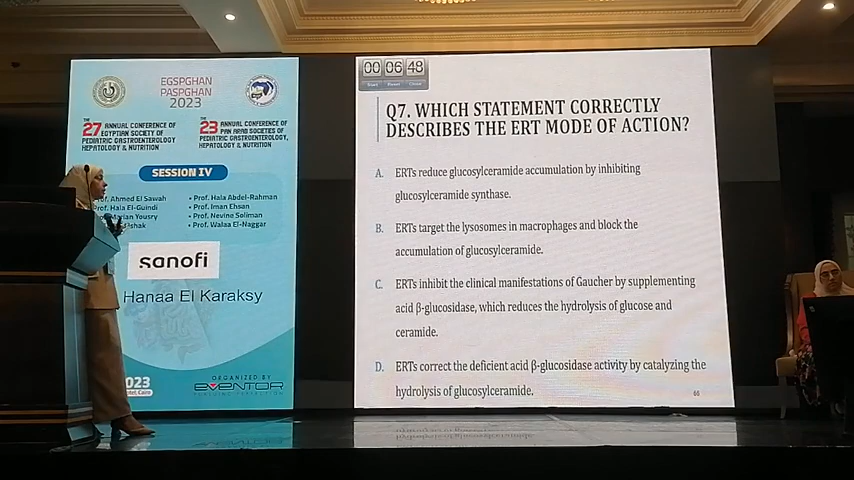 EGSPGHAN
PASPGHAN
2023
THE 27 ANNUAL CONFERENCE OF
EGYPTIAN SOCIETY OF
PEDIATRIC GASTROENTEROLOGY
HEPATOLOGY & NUTRITION
THE 23 ANNUAL CONFERENCE OF
PAN ARAB SOCIETIES OF
PEDIATRIC GASTROENTEROLOGY,
HEPATOLOGY, & NUTRITION
SESSION IV
Prof. Ahmed El Sawah
Prof. Hala El-Guindi
Marian Yousry
• Prof. Hala Abdel-Rahman
• Prof. Iman Ehsan
• Prof. Nevine Soliman
• Prof. Walaa El-Naggar
sanofi
Hanaa El Karaksy
ORGANIZED BY
EVENTOR
023
Cairo
00 06 48
Q7. WHICH STATEMENT CORRECTLY
DESCRIBES THE ERT MODE OF ACTION?
A. ERTs reduce glucosylceramide accumulation by inhibiting
glucosylceramide synthase.
B. ERTs target the lysosomes in macrophages and block the
accumulation of glucosylceramide.
C. ERTs inhibit the clinical manifestations of Gaucher by supplementing
acid β-glucosidase, which reduces the hydrolysis of glucose and
ceramide.
D. ERTs correct the deficient acid β-glucosidase activity by catalyzing the
hydrolysis of glucosylceramide.
66